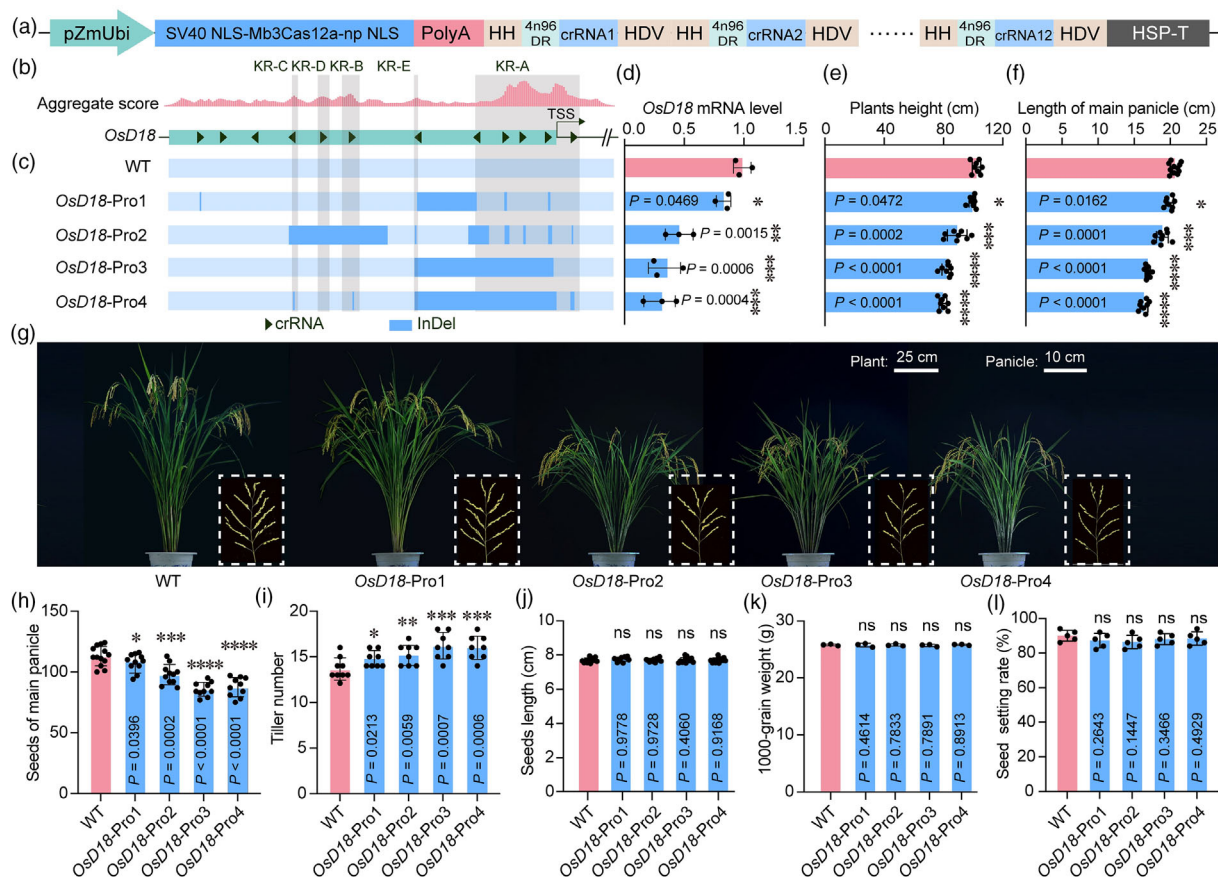 (a) pZmUbi SV40 NLS-Mb3Cas12a-np NLS PolyA HH 4n96 DR crRNA1 HDV HH 4n96 DR crRNA2 HDV ...... HH 4n96 DR crRNA12 HDV HSP-T
(b) KR-C KR-D KR-B KR-E KR-A
Aggregate score
OsD18 TSS
(c)
WT
OsD18-Pro1
OsD18-Pro2
OsD18-Pro3
OsD18-Pro4
crRNA InDel
(d) OsD18 mRNA level
0.0 0.5 1 1.5
P = 0.0469 *
P = 0.0015 **
P = 0.0006 ***
P = 0.0004 ***
(e) Plants height (cm)
0 40 80 120
P = 0.0472 *
P = 0.0002 ***
P < 0.0001 ****
P < 0.0001 ****
(f) Length of main panicle (cm)
0 5 10 15 20 25
P = 0.0162 *
P = 0.0001 ***
P < 0.0001 ****
P < 0.0001 ****
(g) Plant: 25 cm Panicle: 10 cm
WT OsD18-Pro1 OsD18-Pro2 OsD18-Pro3 OsD18-Pro4
(h) Seeds of main panicle
150
100
50
0
* *** **** ****
P = 0.0396 P = 0.0002 P < 0.0001 P < 0.0001
WT OsD18-Pro1 OsD18-Pro2 OsD18-Pro3 OsD18-Pro4
(i) Tiller number
20
15
10
5
0
* ** *** ***
P = 0.0213 P = 0.0059 P = 0.0007 P = 0.0006
WT OsD18-Pro1 OsD18-Pro2 OsD18-Pro3 OsD18-Pro4
(j) Seeds length (cm)
10
8
6
4
2
0
ns ns ns ns
P = 0.9778 P = 0.9728 P = 0.4060 P = 0.9168
WT OsD18-Pro1 OsD18-Pro2 OsD18-Pro3 OsD18-Pro4
(k) 1000-grain weight (g)
30
20
10
0
ns ns ns ns
P = 0.4614 P = 0.7833 P = 0.7891 P = 0.8913
WT OsD18-Pro1 OsD18-Pro2 OsD18-Pro3 OsD18-Pro4
(l) Seed setting rate (%)
100
80
60
40
20
0
ns ns ns ns
P = 0.2643 P = 0.1447 P = 0.3466 P = 0.4929
WT OsD18-Pro1 OsD18-Pro2 OsD18-Pro3 OsD18-Pro4